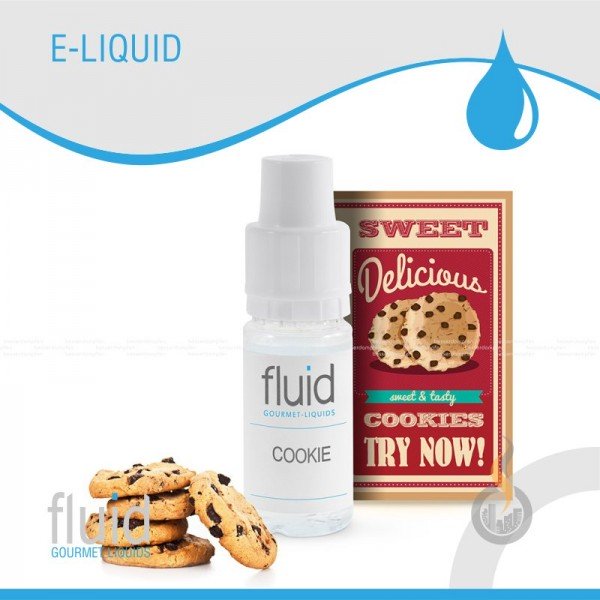 E-LIQUID
SWEET
Delicious
sweet & tasty
COOKIES
TRY NOW!
fluid
GOURMET-LIQUIDS
COOKIE
fluid
GOURMET-LIQUIDS